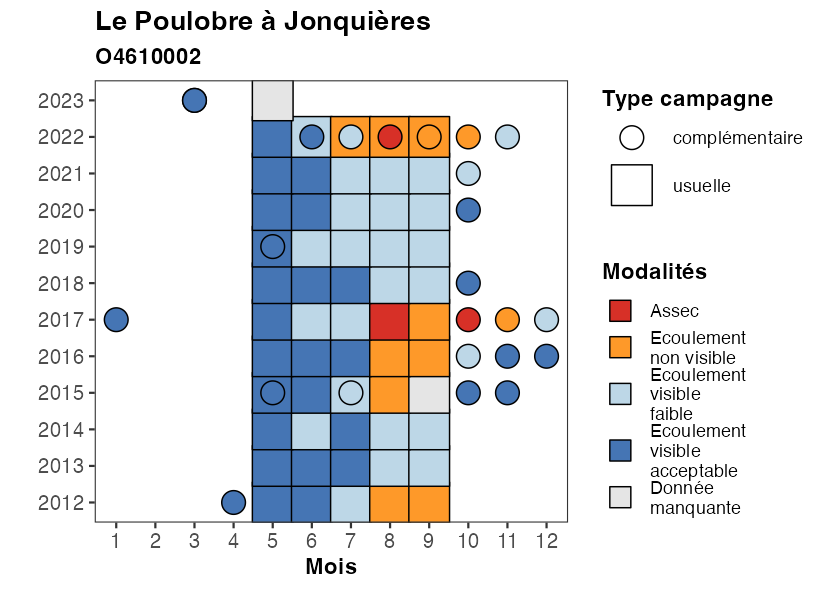 Le Poulobre à Jonquières
O4610002
2023
2022
2021
2020
2019
2018
2017
2016
2015
2014
2013
2012
1 2 3 4 5 6 7 8 9 10 11 12
Mois
Type campagne
complémentaire
usuelle
Modalités
Assec
Ecoulement
non visible
Ecoulement
visible
faible
Ecoulement
visible
acceptable
Donnée
manquante